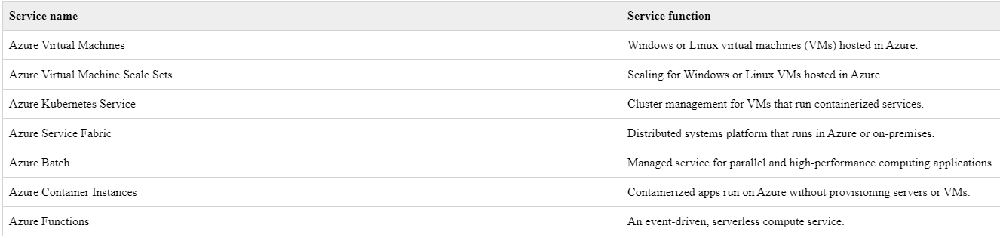 Service name Service function
Azure Virtual Machines Windows or Linux virtual machines (VMs) hosted in Azure.
Azure Virtual Machine Scale Sets Scaling for Windows or Linux VMs hosted in Azure.
Azure Kubernetes Service Cluster management for VMs that run containerized services.
Azure Service Fabric Distributed systems platform that runs in Azure or on-premises.
Azure Batch Managed service for parallel and high-performance computing applications.
Azure Container Instances Containerized apps run on Azure without provisioning servers or VMs.
Azure Functions An event-driven, serverless compute service.